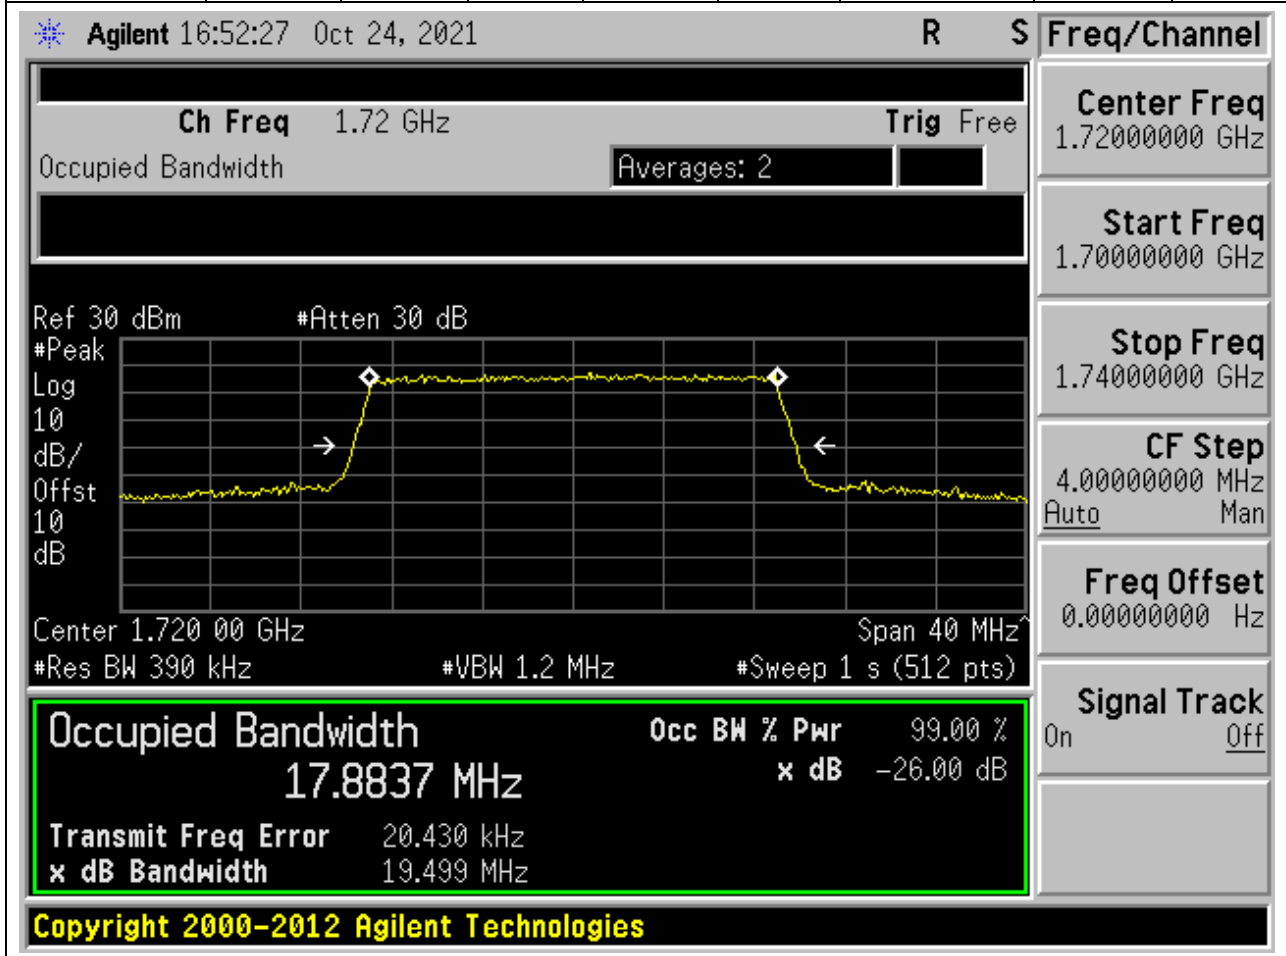 Agilent 16:52:27 Oct 24, 2021 R S
Freq/Channel
Ch Freq 1.72 GHz Trig Free
Occupied Bandwidth Averages: 2
Center Freq
1.72000000 GHz
Start Freq
1.70000000 GHz
Stop Freq
1.74000000 GHz
CF Step
4.00000000 MHz
Auto Man
Freq Offset
0.00000000 Hz
Signal Track
On Off
Ref 30 dBm #Atten 30 dB
#Peak
Log
10
dB/
Offst
10
dB
Center 1.720 00 GHz Span 40 MHz^
#Res BW 390 kHz #VBW 1.2 MHz #Sweep 1 s (512 pts)
Occupied Bandwidth Occ BW % Pwr 99.00 %
17.8837 MHz x dB -26.00 dB
Transmit Freq Error 20.430 kHz
x dB Bandwidth 19.499 MHz
Copyright 2000-2012 Agilent Technologies